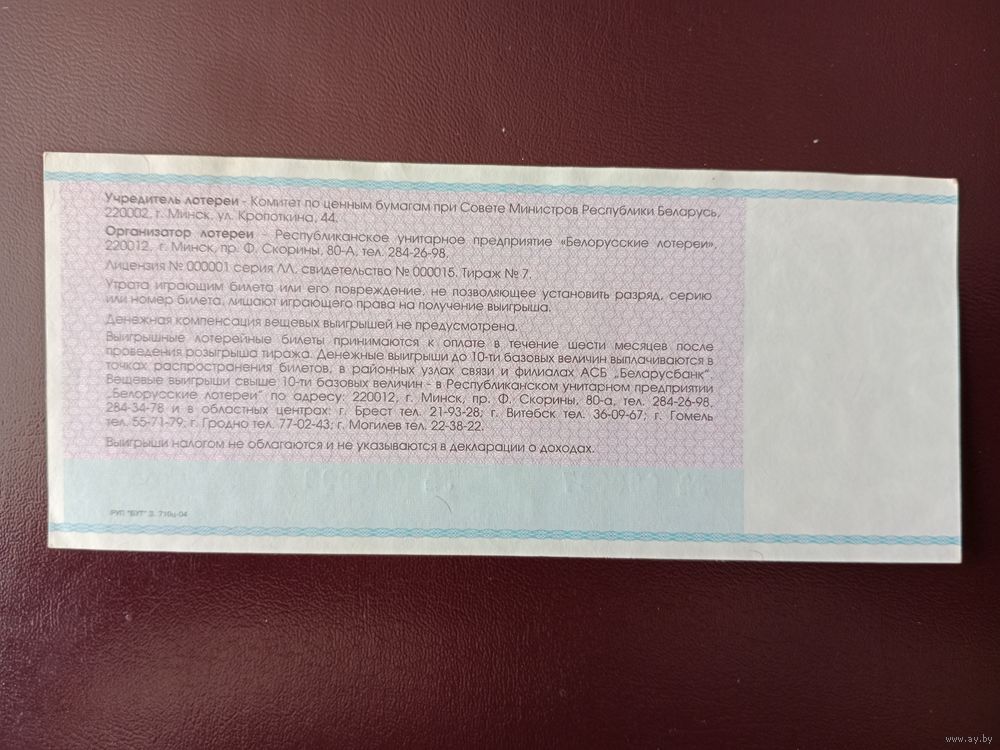 Учредитель лотереи - Комитет по ценным бумагам при Совете Министров Республики Беларусь,
220002, г. Минск, ул. Кропоткина, 44.
Организатор лотереи - Республиканское унитарное предприятие «Белорусские лотереи»,
220012, г. Минск, пр. Ф. Скорины, 80-А, тел. 284-26-98.
Лицензия № 000001 серия ЛЛ, свидетельство № 000015. Тираж № 7.
Утрата играющим билета или его повреждение, не позволяющее установить разряд, серию
или номер билета, лишают играющего права на получение выигрыша.
Денежная компенсация вещевых выигрышей не предусмотрена.
Выигрышные лотерейные билеты принимаются к оплате в течение шести месяцев после
проведения розыгрыша тиража. Денежные выигрыши до 10-ти базовых величин выплачиваются в
точках распространения билетов, в районных узлах связи и филиалах АСБ „Беларусбанк".
Вещевые выигрыши свыше 10-ти базовых величин - в Республиканском унитарном предприятии
„Белорусские лотереи" по адресу: 220012, г. Минск, пр. Ф. Скорины, 80-а, тел. 284-26-98,
284-34-78 и в областных центрах: г. Брест тел. 21-93-28; г. Витебск тел. 36-09-67; г. Гомель
тел. 55-71-79; г. Гродно тел. 77-02-43; г. Могилев тел. 22-38-22.
Выигрыши налогом не облагаются и не указываются в декларации о доходах.
РУП "БУТ" З. 710ц-04
www.ay.by